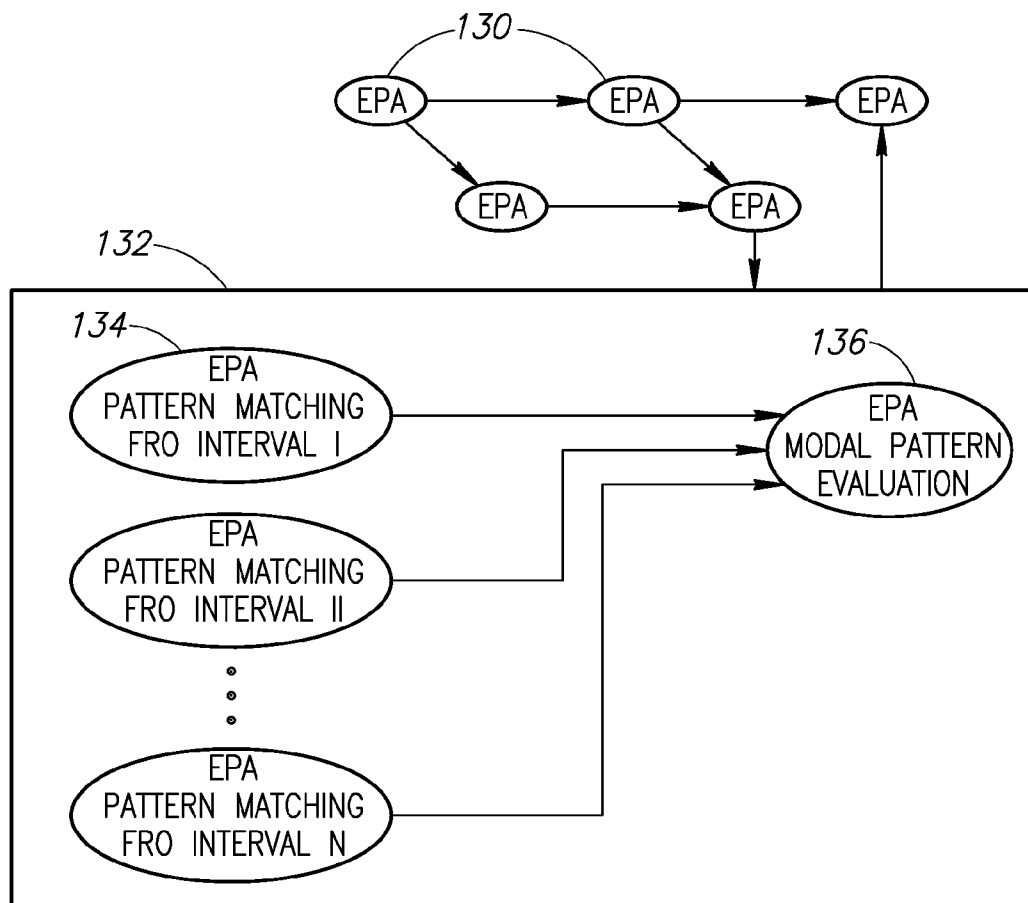 130
EPA
EPA
EPA
EPA
EPA
132
134
EPA
PATTERN MATCHING
FRO INTERVAL I
136
EPA
MODAL PATTERN
EVALUATION
EPA
PATTERN MATCHING
FRO INTERVAL II
EPA
PATTERN MATCHING
FRO INTERVAL N